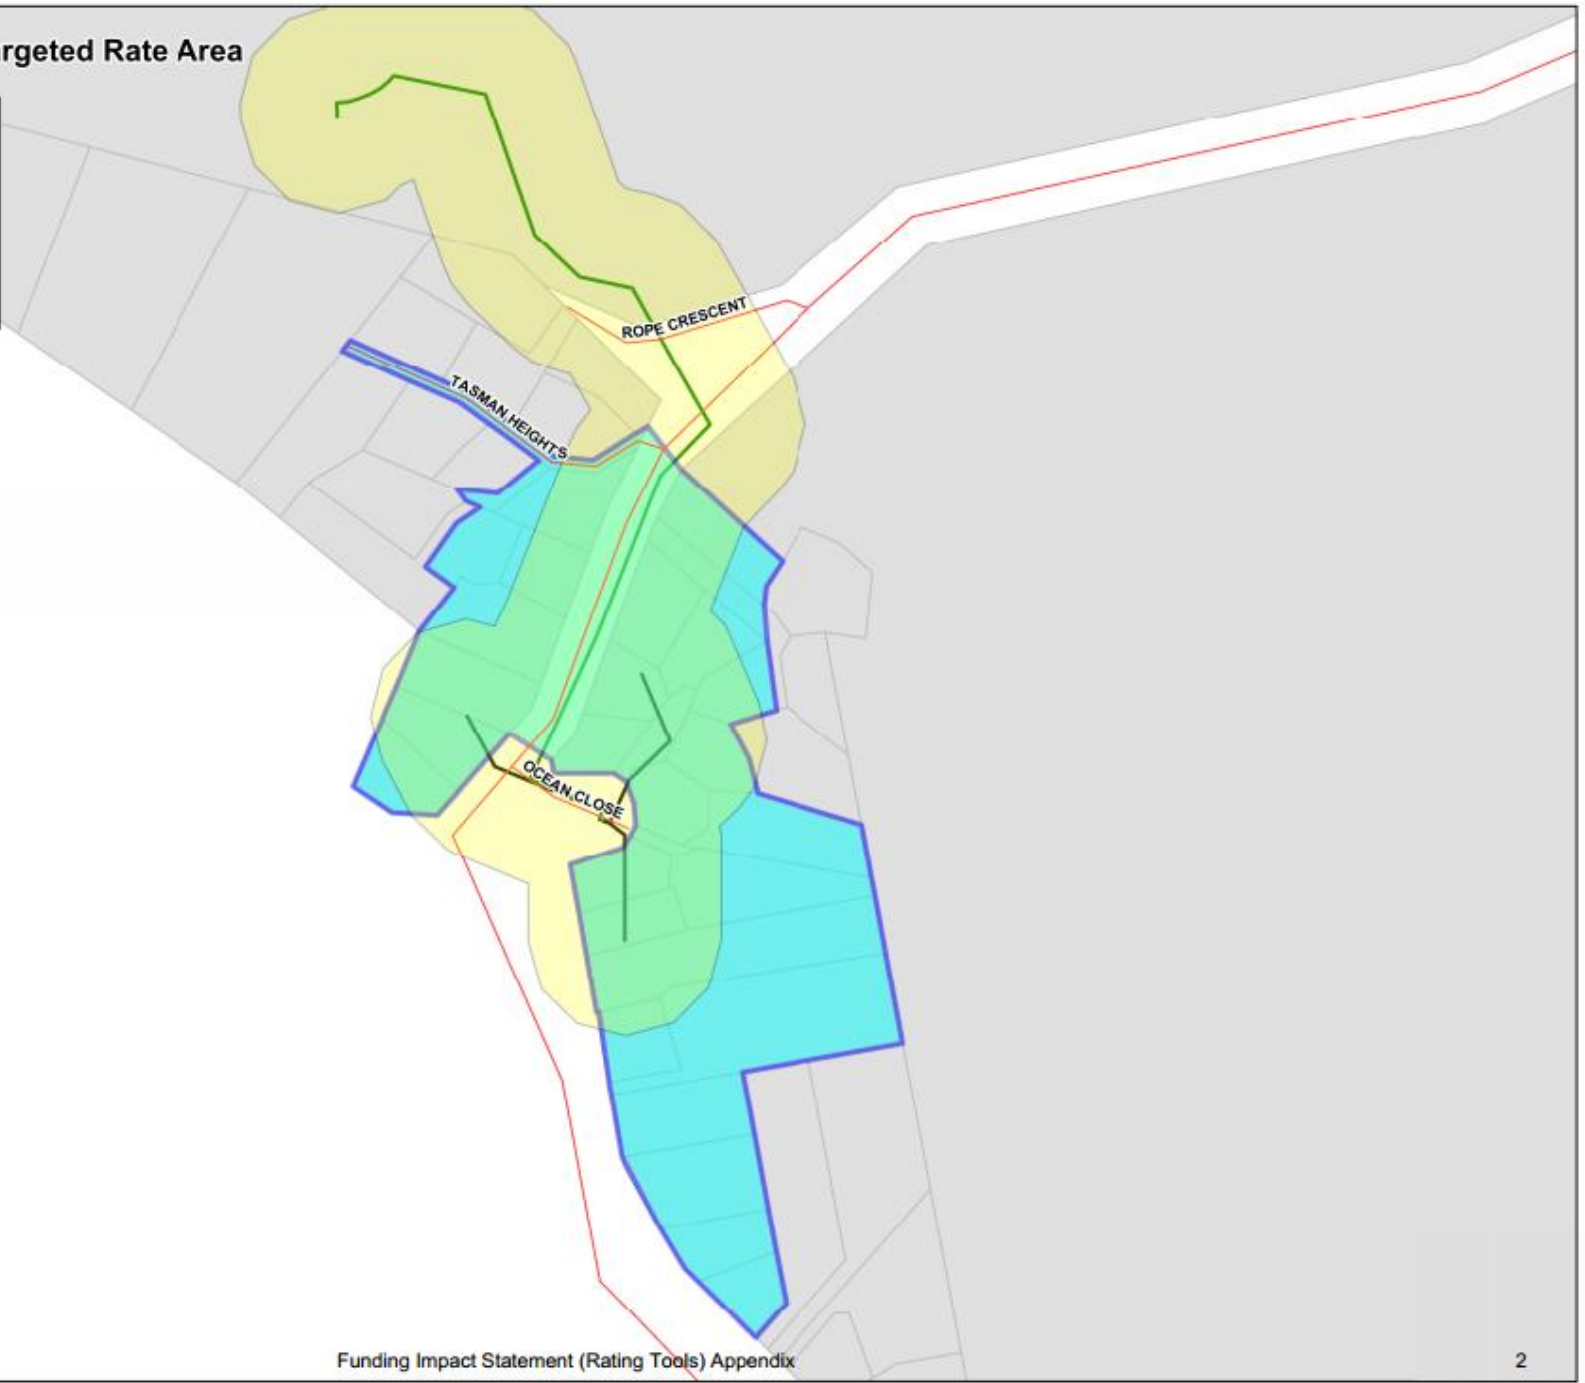 rgeted Rate Area
ROPE CRESCENT
TASMAN HEIGHTS
OCEAN CLOSE
Funding Impact Statement (Rating Tools) Appendix
2